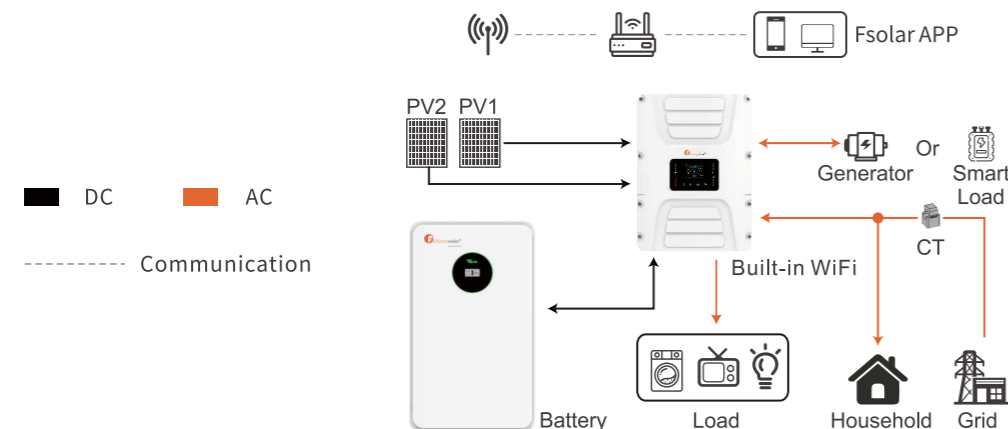 Fsolar APP
PV2 PV1
Generator
Or
Smart
Load
DC
AC
Communication
CT
Built-in WiFi
Battery
Load
Household
Grid